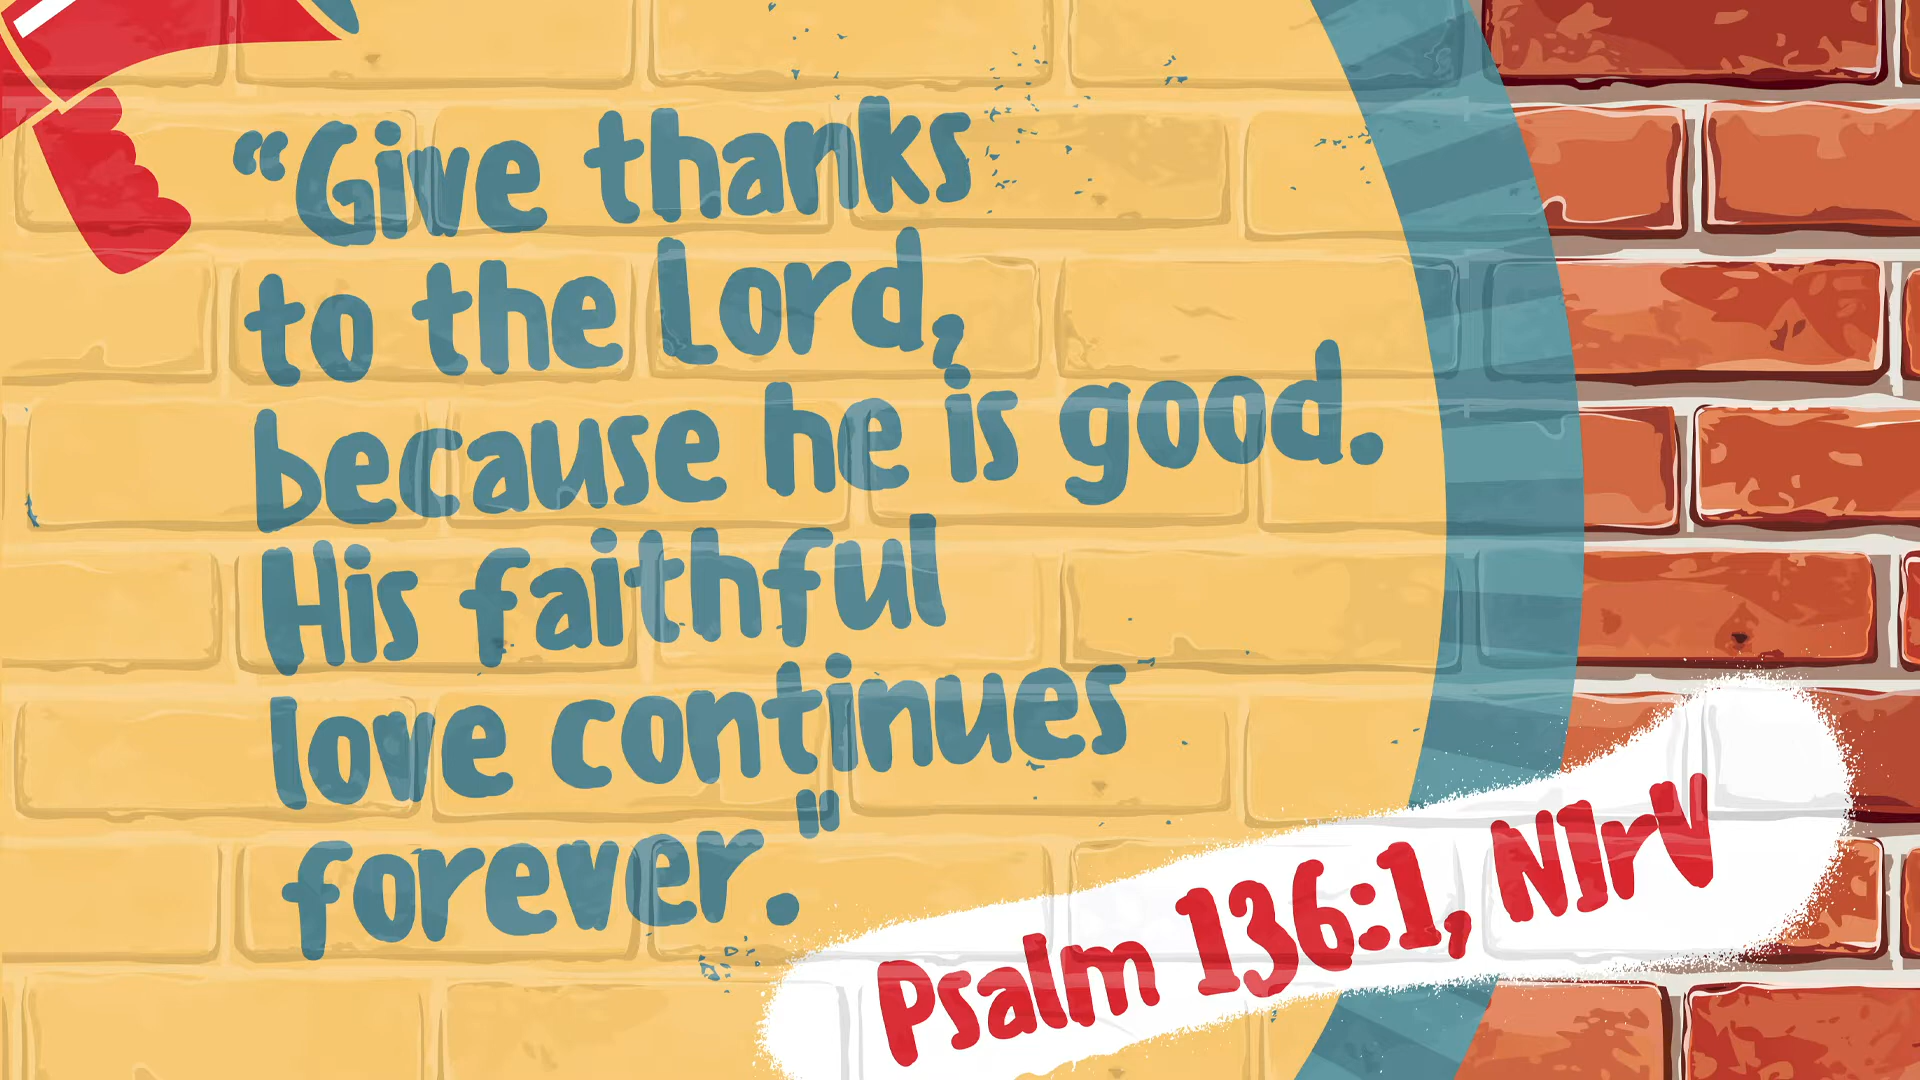 “Give thanks
to the Lord,
because he is good.
His faithful
love continues
forever."
Psalm 136:1, NIrV